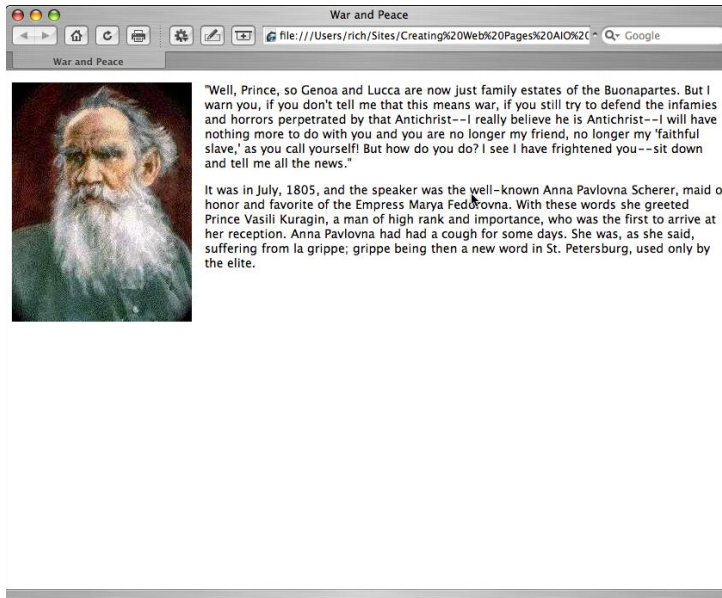 War and Peace
file:///Users/rich/Sites/Creating%20Web%20Pages%20AIO%20
Google
War and Peace
"Well, Prince, so Genoa and Lucca are now just family estates of the Buonapartes. But I
warn you, if you don't tell me that this means war, if you still try to defend the infamies
and horrors perpetrated by that Antichrist--I really believe he is Antichrist--I will have
nothing more to do with you and you are no longer my friend, no longer my 'faithful
slave,' as you call yourself! But how do you do? I see I have frightened you--sit down
and tell me all the news."
It was in July, 1805, and the speaker was the well-known Anna Pavlovna Scherer, maid o
honor and favorite of the Empress Marya Fedorovna. With these words she greeted
Prince Vasili Kuragin, a man of high rank and importance, who was the first to arrive at
her reception. Anna Pavlovna had had a cough for some days. She was, as she said,
suffering from la grippe; grippe being then a new word in St. Petersburg, used only by
the elite.